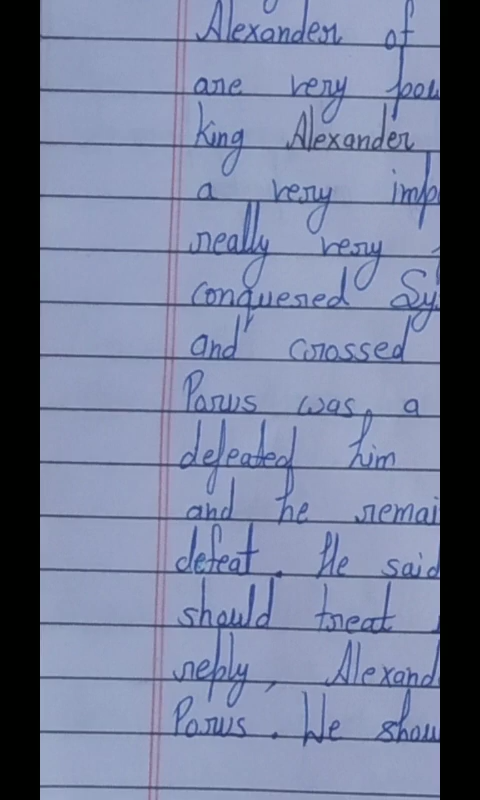 Alexander of
are very pow
king Alexander
a very imp
really very
conquered Sy
and crossed
Porus was, a
defeated him
and he remai
defeat. He said
should treat
reply, Alexand
Porus. We shou